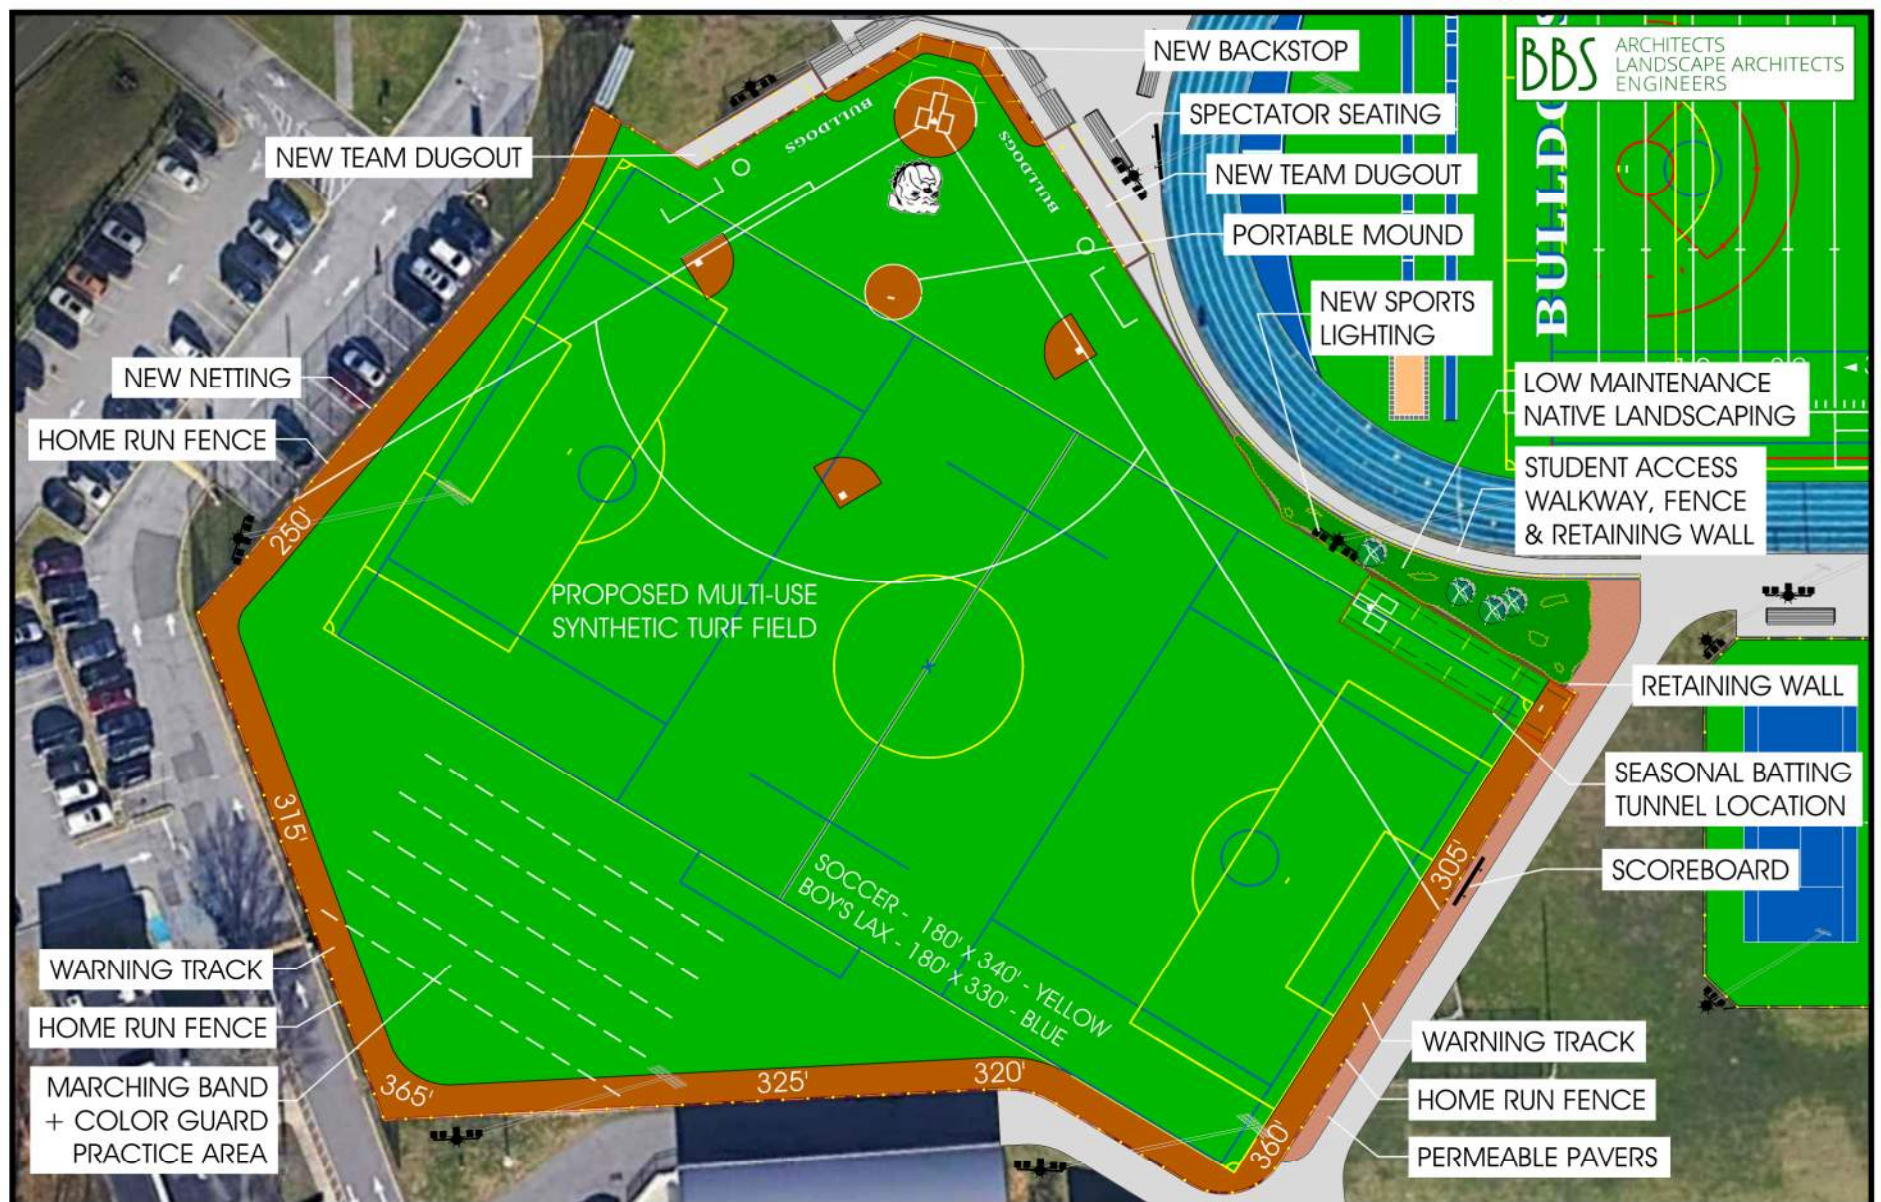 NEW BACKSTOP
BBS
ARCHITECTS
LANDSCAPE ARCHITECTS
ENGINEERS
SPECTATOR SEATING
NEW TEAM DUGOUT
BULLDOGS
BULLDOGS
NEW TEAM DUGOUT
PORTABLE MOUND
BULLDOGS
NEW SPORTS
LIGHTING
NEW NETTING
LOW MAINTENANCE
NATIVE LANDSCAPING
HOME RUN FENCE
STUDENT ACCESS
WALKWAY, FENCE
& RETAINING WALL
250'
PROPOSED MULTI-USE
SYNTHETIC TURF FIELD
RETAINING WALL
SEASONAL BATTING
TUNNEL LOCATION
315'
305'
SCOREBOARD
SOCCER - 180' X 340' - YELLOW
BOY'S LAX - 180' X 330' - BLUE
WARNING TRACK
HOME RUN FENCE
WARNING TRACK
MARCHING BAND
+ COLOR GUARD
PRACTICE AREA
365'
325'
320'
360'
HOME RUN FENCE
PERMEABLE PAVERS